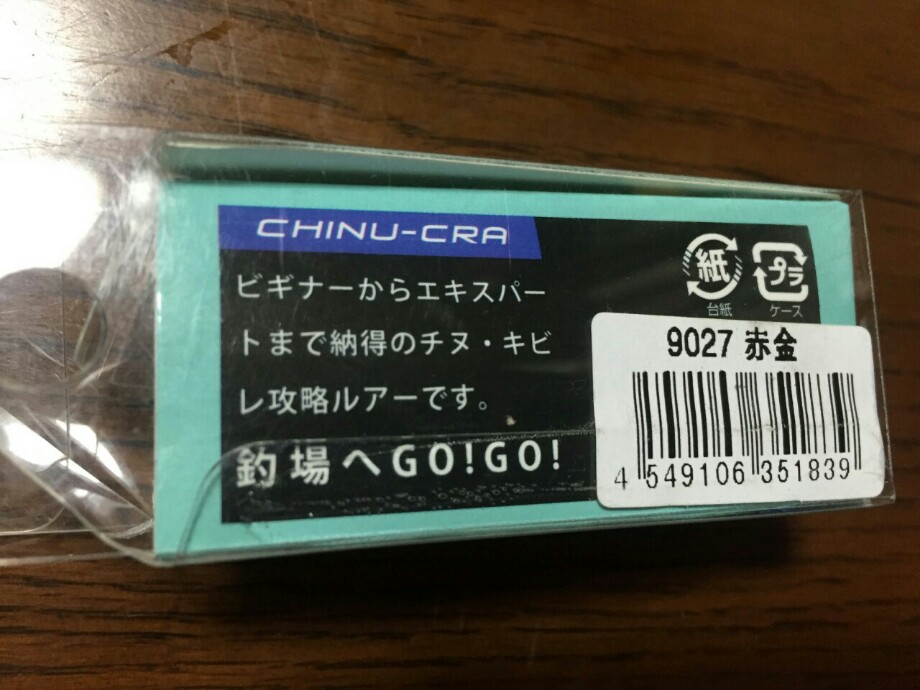 CHINU-CRA
ビギナーからエキスパー
トまで納得のチヌ・キビ
レ攻略ルアーです。
釣場へGO!GO!
紙
台紙
プラ
ケース
9027 赤金
4 549106 351839